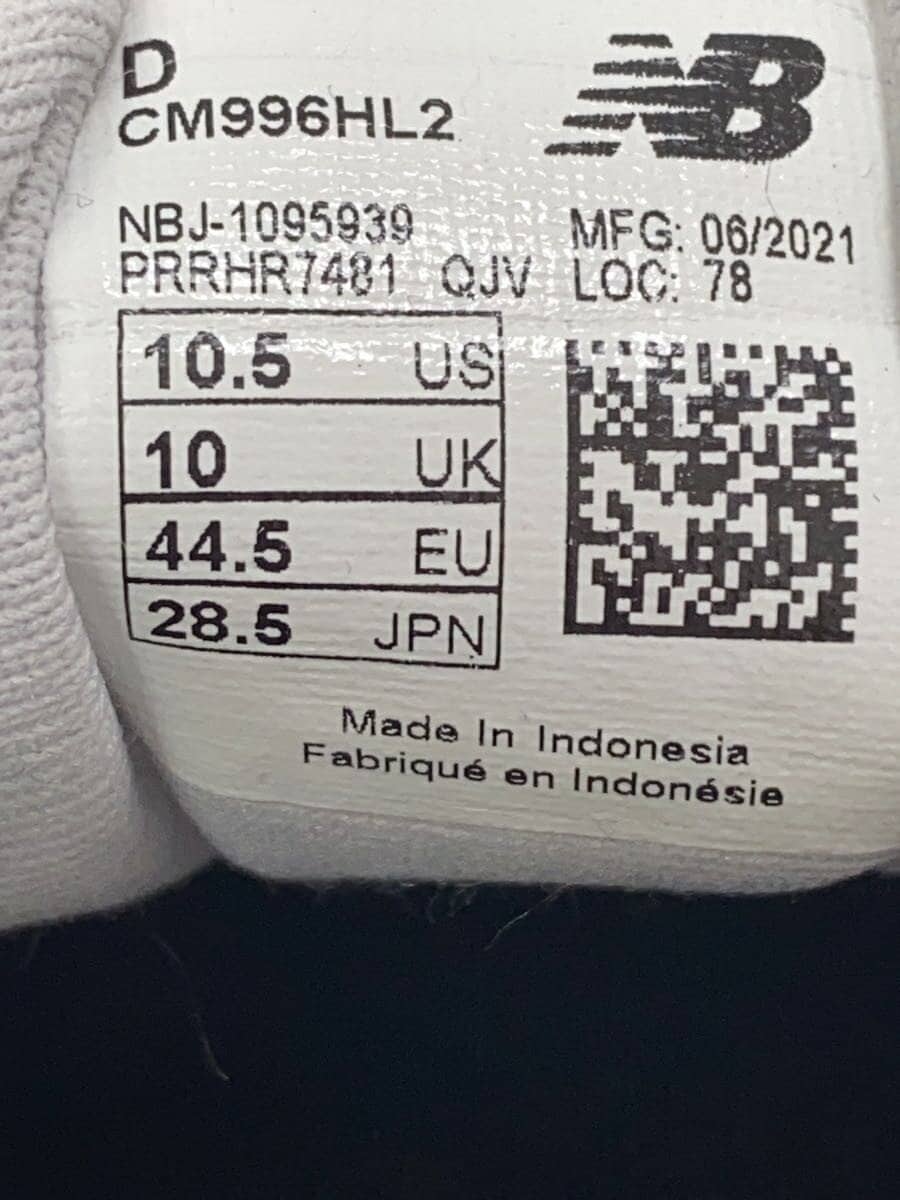 D
CM996HL2
NB
NBJ-1095939
PRRHR7481 QJV
MFG: 06/2021
LOC: 78
10.5 US
10 UK
44.5 EU
28.5 JPN
Made In Indonesia
Fabriqué en Indonésie